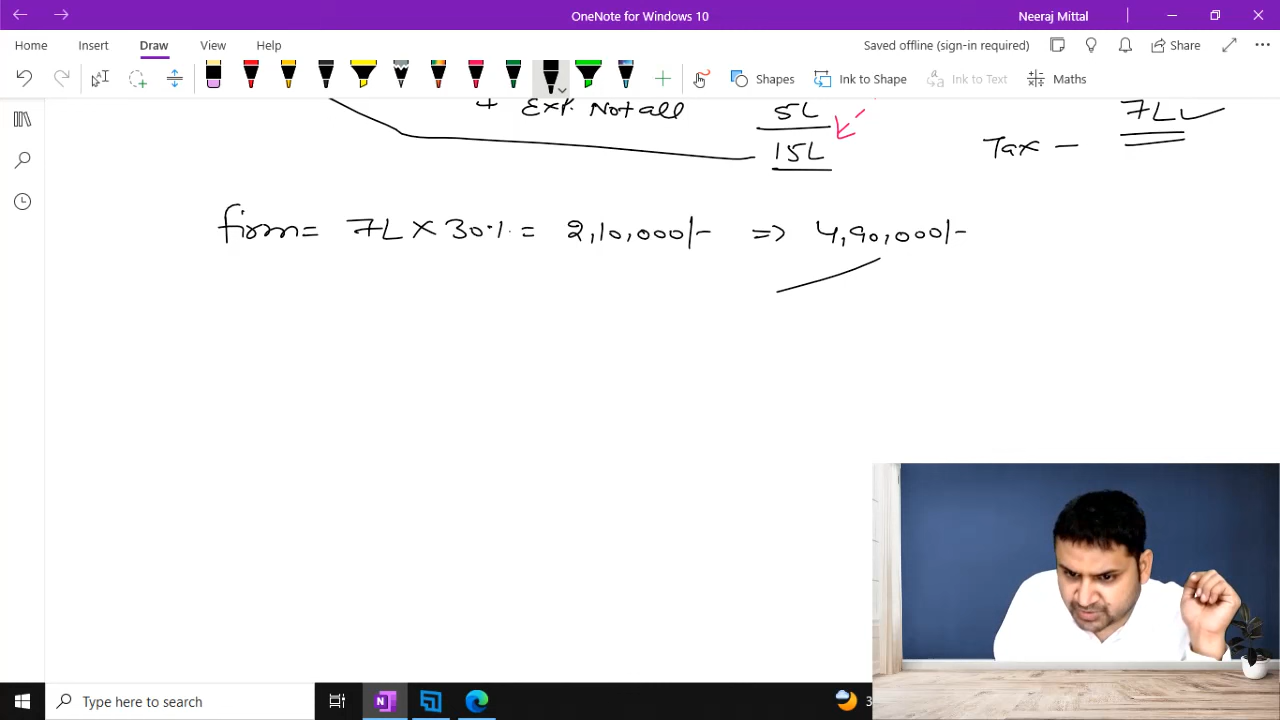 OneNote for Windows 10
Neeraj Mittal
Home
Insert
Draw
View
Help
Saved offline (sign-in required)
Share
Shapes
Ink to Shape
Ink to Text
Maths
+ Exp. Not all 5L
15L
7L
Tax –
firm = 7L × 30% = 2,10,000/- => 4,90,000/-
Type here to search
3